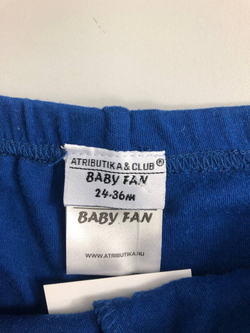 ATRIBUTIKA & CLUB®
BABY FAN
24-36m
BABY FAN
WWW.ATRIBUTIKA.RU